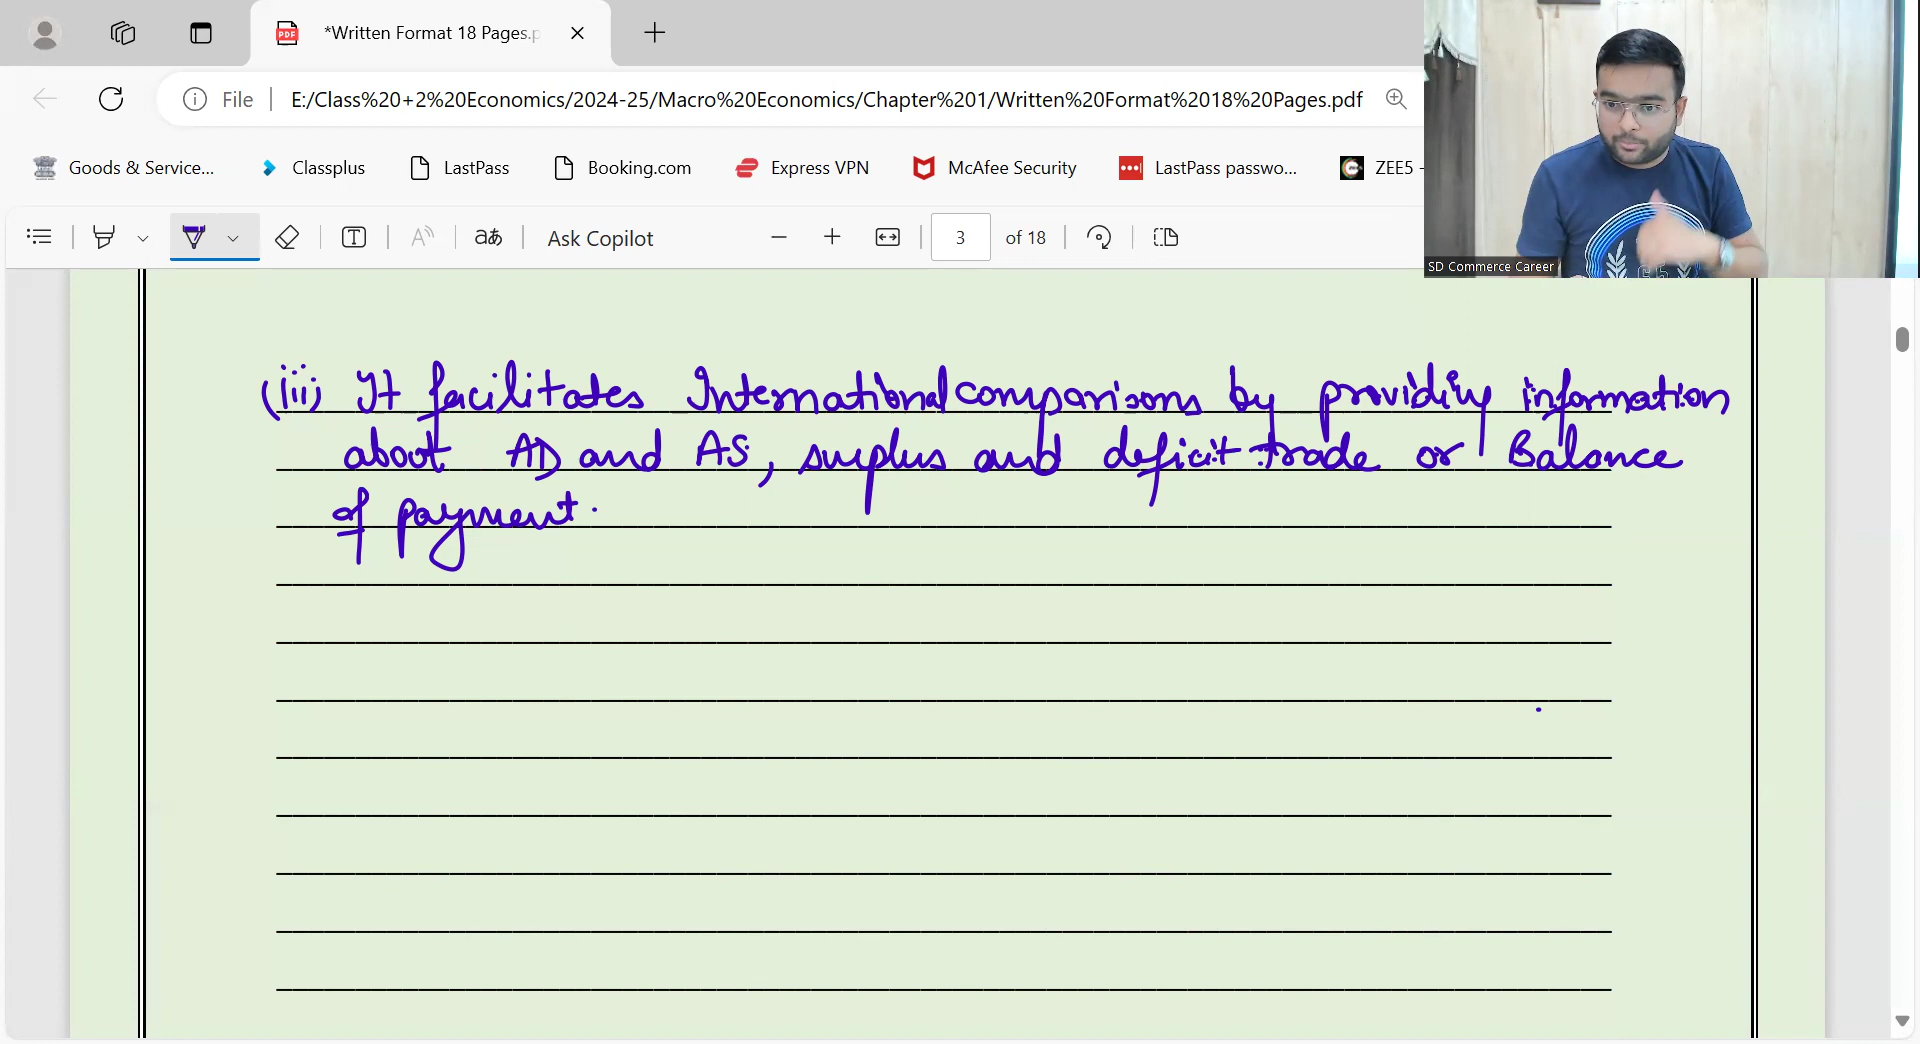 *Written Format 18 Pages.p
File
E:/Class%20+2%20Economics/2024-25/Macro%20Economics/Chapter%201/Written%20Format%2018%20Pages.pdf
Goods & Service...
Classplus
LastPass
Booking.com
Express VPN
McAfee Security
LastPass passwo...
ZEE5 -
Ask Copilot
3
of 18
SD Commerce Career
(iii) It facilitates International comparisons by providing information
about AD and AS, surplus and deficit trade or Balance
of payment.